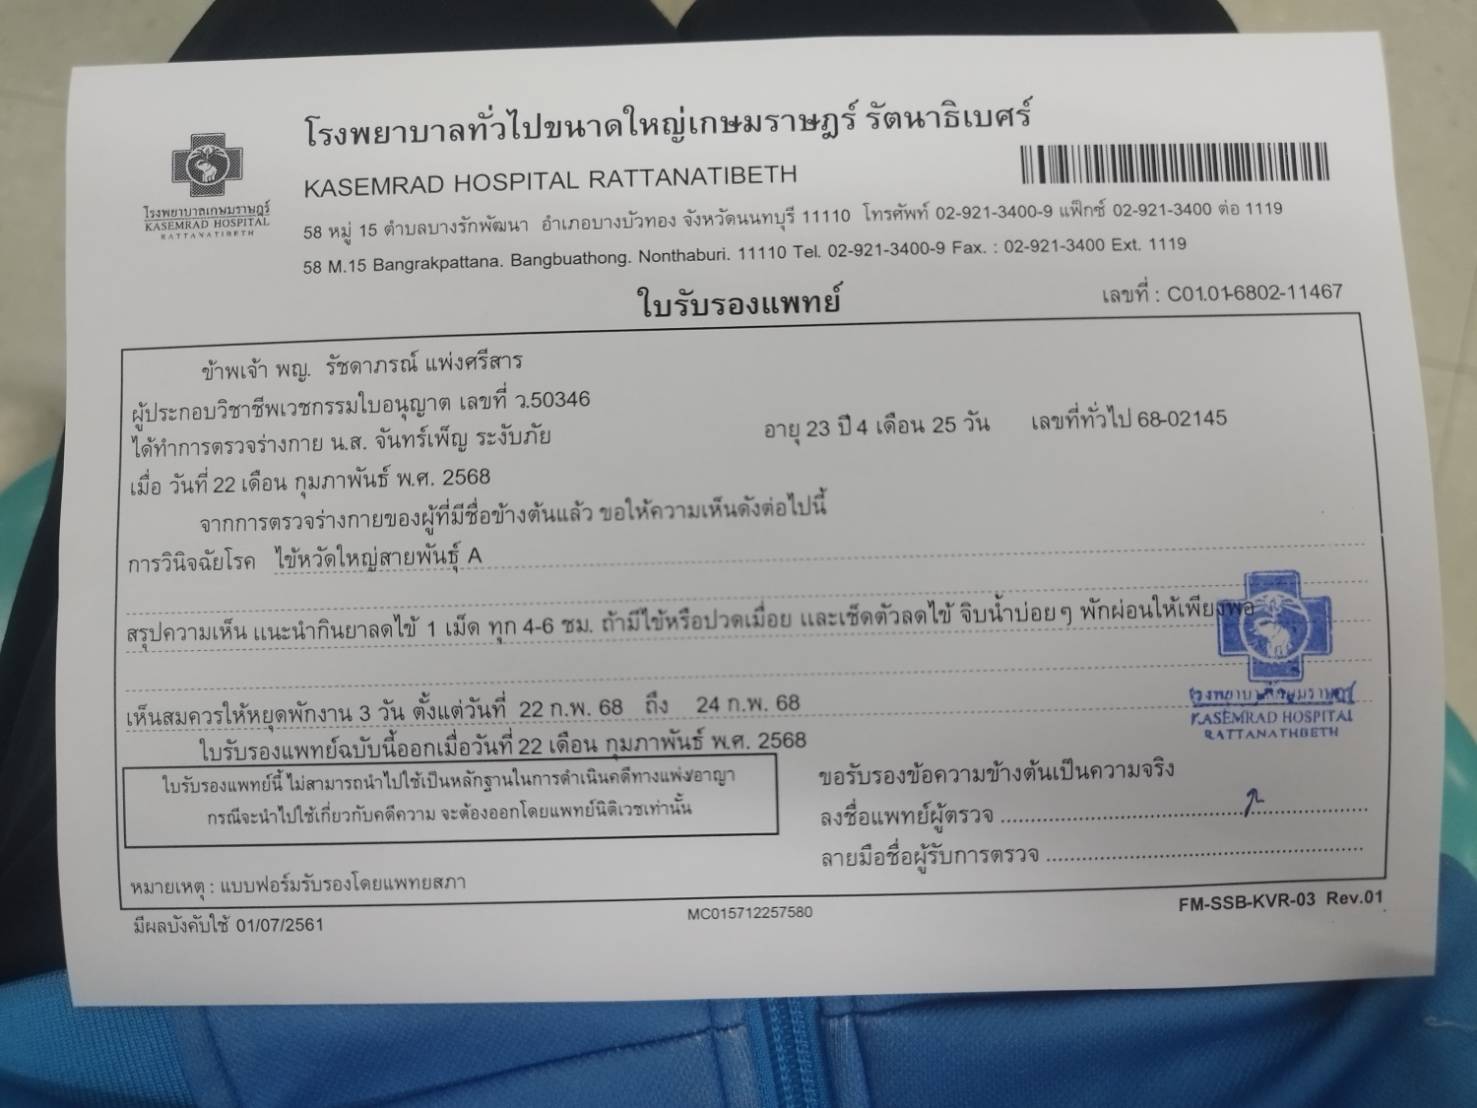 โรงพยาบาลทั่วไปขนาดใหญ่เกษมราษฎร์ รัตนาธิเบศร์
KASEMRAD HOSPITAL RATTANATIBETH
โรงพยาบาลเกษมราษฎร์
KASEMRAD HOSPITAL
RATTANATIBETH
58 หมู่ 15 ตำบลบางรักพัฒนา อำเภอบางบัวทอง จังหวัดนนทบุรี 11110 โทรศัพท์ 02-921-3400-9 แฟ็กซ์ 02-921-3400 ต่อ 1119
58 M.15 Bangrakpattana. Bangbuathong. Nonthaburi. 11110 Tel. 02-921-3400-9 Fax. : 02-921-3400 Ext. 1119
ใบรับรองแพทย์
เลขที่ : C01.01-6802-11467
ข้าพเจ้า พญ. รัชดาภรณ์ แพ่งศรีสาร
ผู้ประกอบวิชาชีพเวชกรรมใบอนุญาต เลขที่ ว.50346
ได้ทำการตรวจร่างกาย น.ส. จันทร์เพ็ญ ระงับภัย อายุ 23 ปี 4 เดือน 25 วัน เลขที่ทั่วไป 68-02145
เมื่อ วันที่ 22 เดือน กุมภาพันธ์ พ.ศ. 2568
จากการตรวจร่างกายของผู้ที่มีชื่อข้างต้นแล้ว ขอให้ความเห็นดังต่อไปนี้
การวินิจฉัยโรค ไข้หวัดใหญ่สายพันธุ์ A
สรุปความเห็น แนะนำกินยาลดไข้ 1 เม็ด ทุก 4-6 ชม. ถ้ามีไข้หรือปวดเมื่อย และเช็ดตัวลดไข้ จิบน้ำบ่อยๆ พักผ่อนให้เพียงพอ
เห็นสมควรให้หยุดพักงาน 3 วัน ตั้งแต่วันที่ 22 ก.พ. 68 ถึง 24 ก.พ. 68
โรงพยาบาลเกษมราษฎร์
KASEMRAD HOSPITAL
RATTANATHIBETH
ใบรับรองแพทย์ฉบับนี้ออกเมื่อวันที่ 22 เดือน กุมภาพันธ์ พ.ศ. 2568
ใบรับรองแพทย์นี้ ไม่สามารถนำไปใช้เป็นหลักฐานในการดำเนินคดีทางแพ่ง/อาญา
กรณีจะนำไปใช้เกี่ยวกับคดีความ จะต้องออกโดยแพทย์นิติเวชเท่านั้น
ขอรับรองข้อความข้างต้นเป็นความจริง
ลงชื่อแพทย์ผู้ตรวจ
ลายมือชื่อผู้รับการตรวจ
หมายเหตุ : แบบฟอร์มรับรองโดยแพทยสภา
มีผลบังคับใช้ 01/07/2561
MC015712257580
FM-SSB-KVR-03 Rev.01